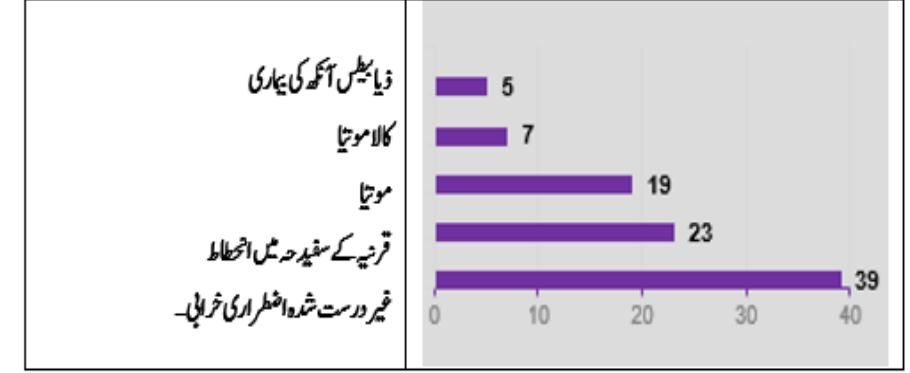 ذیابیطس آنکھ کی بیماری
5
کالا موتیا
7
موتیا
19
قرنیہ کے سفید حہ میں انحطاط
23
غیر درست شدہ اضطراری خرابی۔
39
0 10 20 30 40